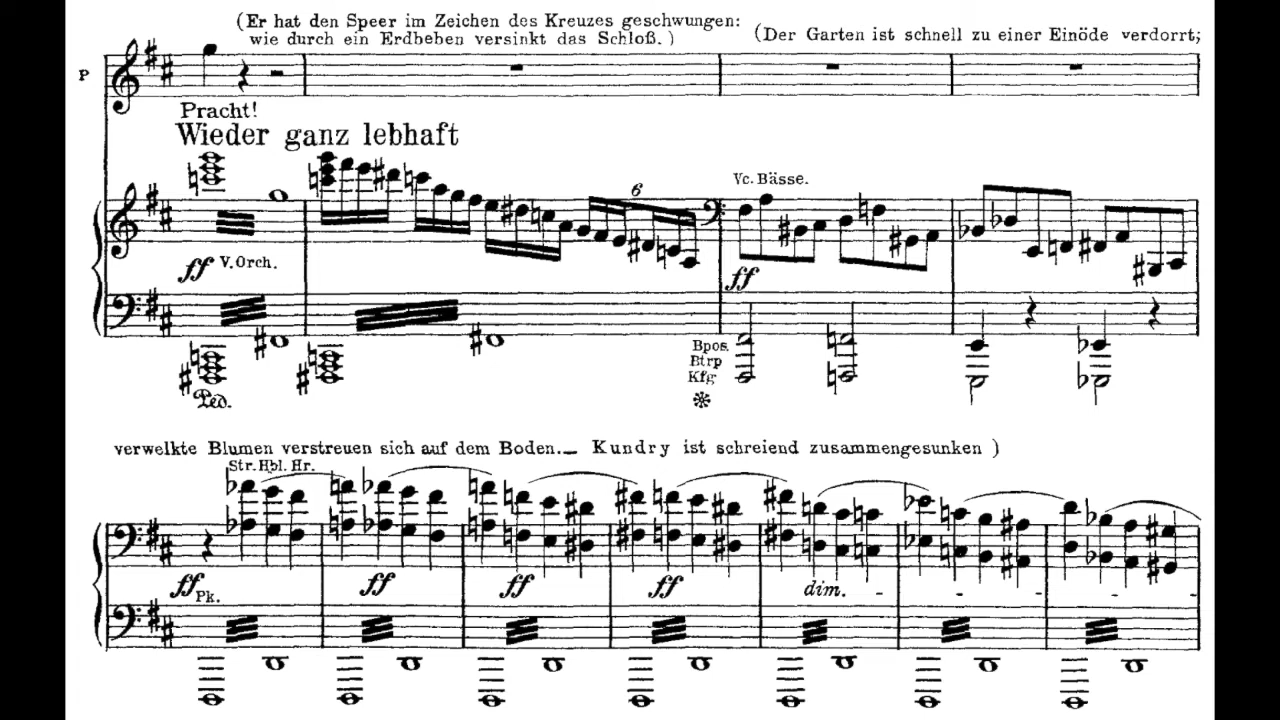 (Er hat den Speer im Zeichen des Kreuzes geschwungen:
wie durch ein Erdbeben versinkt das Schloß.)
(Der Garten ist schnell zu einer Einöde verdorrt;
P
Pracht!
Wieder ganz lebhaft
6
Vc. Bässe.
ff V. Orch.
ff
Bpos.
Btrp
Kfg
Ped.
verwelkte Blumen verstreuen sich auf dem Boden._ Kundry ist schreiend zusammengesunken)
Str. Hbl. Hr.
ff ff ff ff dim. - - - -
Pk.